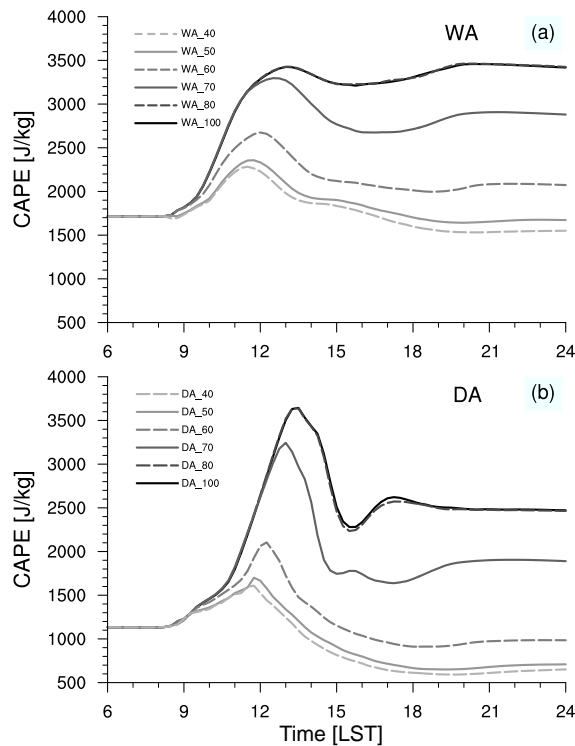 4000
3500
3000
2500
2000
1500
1000
500
CAPE [J/kg]
WA_40
WA_50
WA_60
WA_70
WA_80
WA_100
WA
(a)
6 9 12 15 18 21 24
4000
3500
3000
2500
2000
1500
1000
500
CAPE [J/kg]
DA_40
DA_50
DA_60
DA_70
DA_80
DA_100
DA
(b)
6 9 12 15 18 21 24
Time [LST]